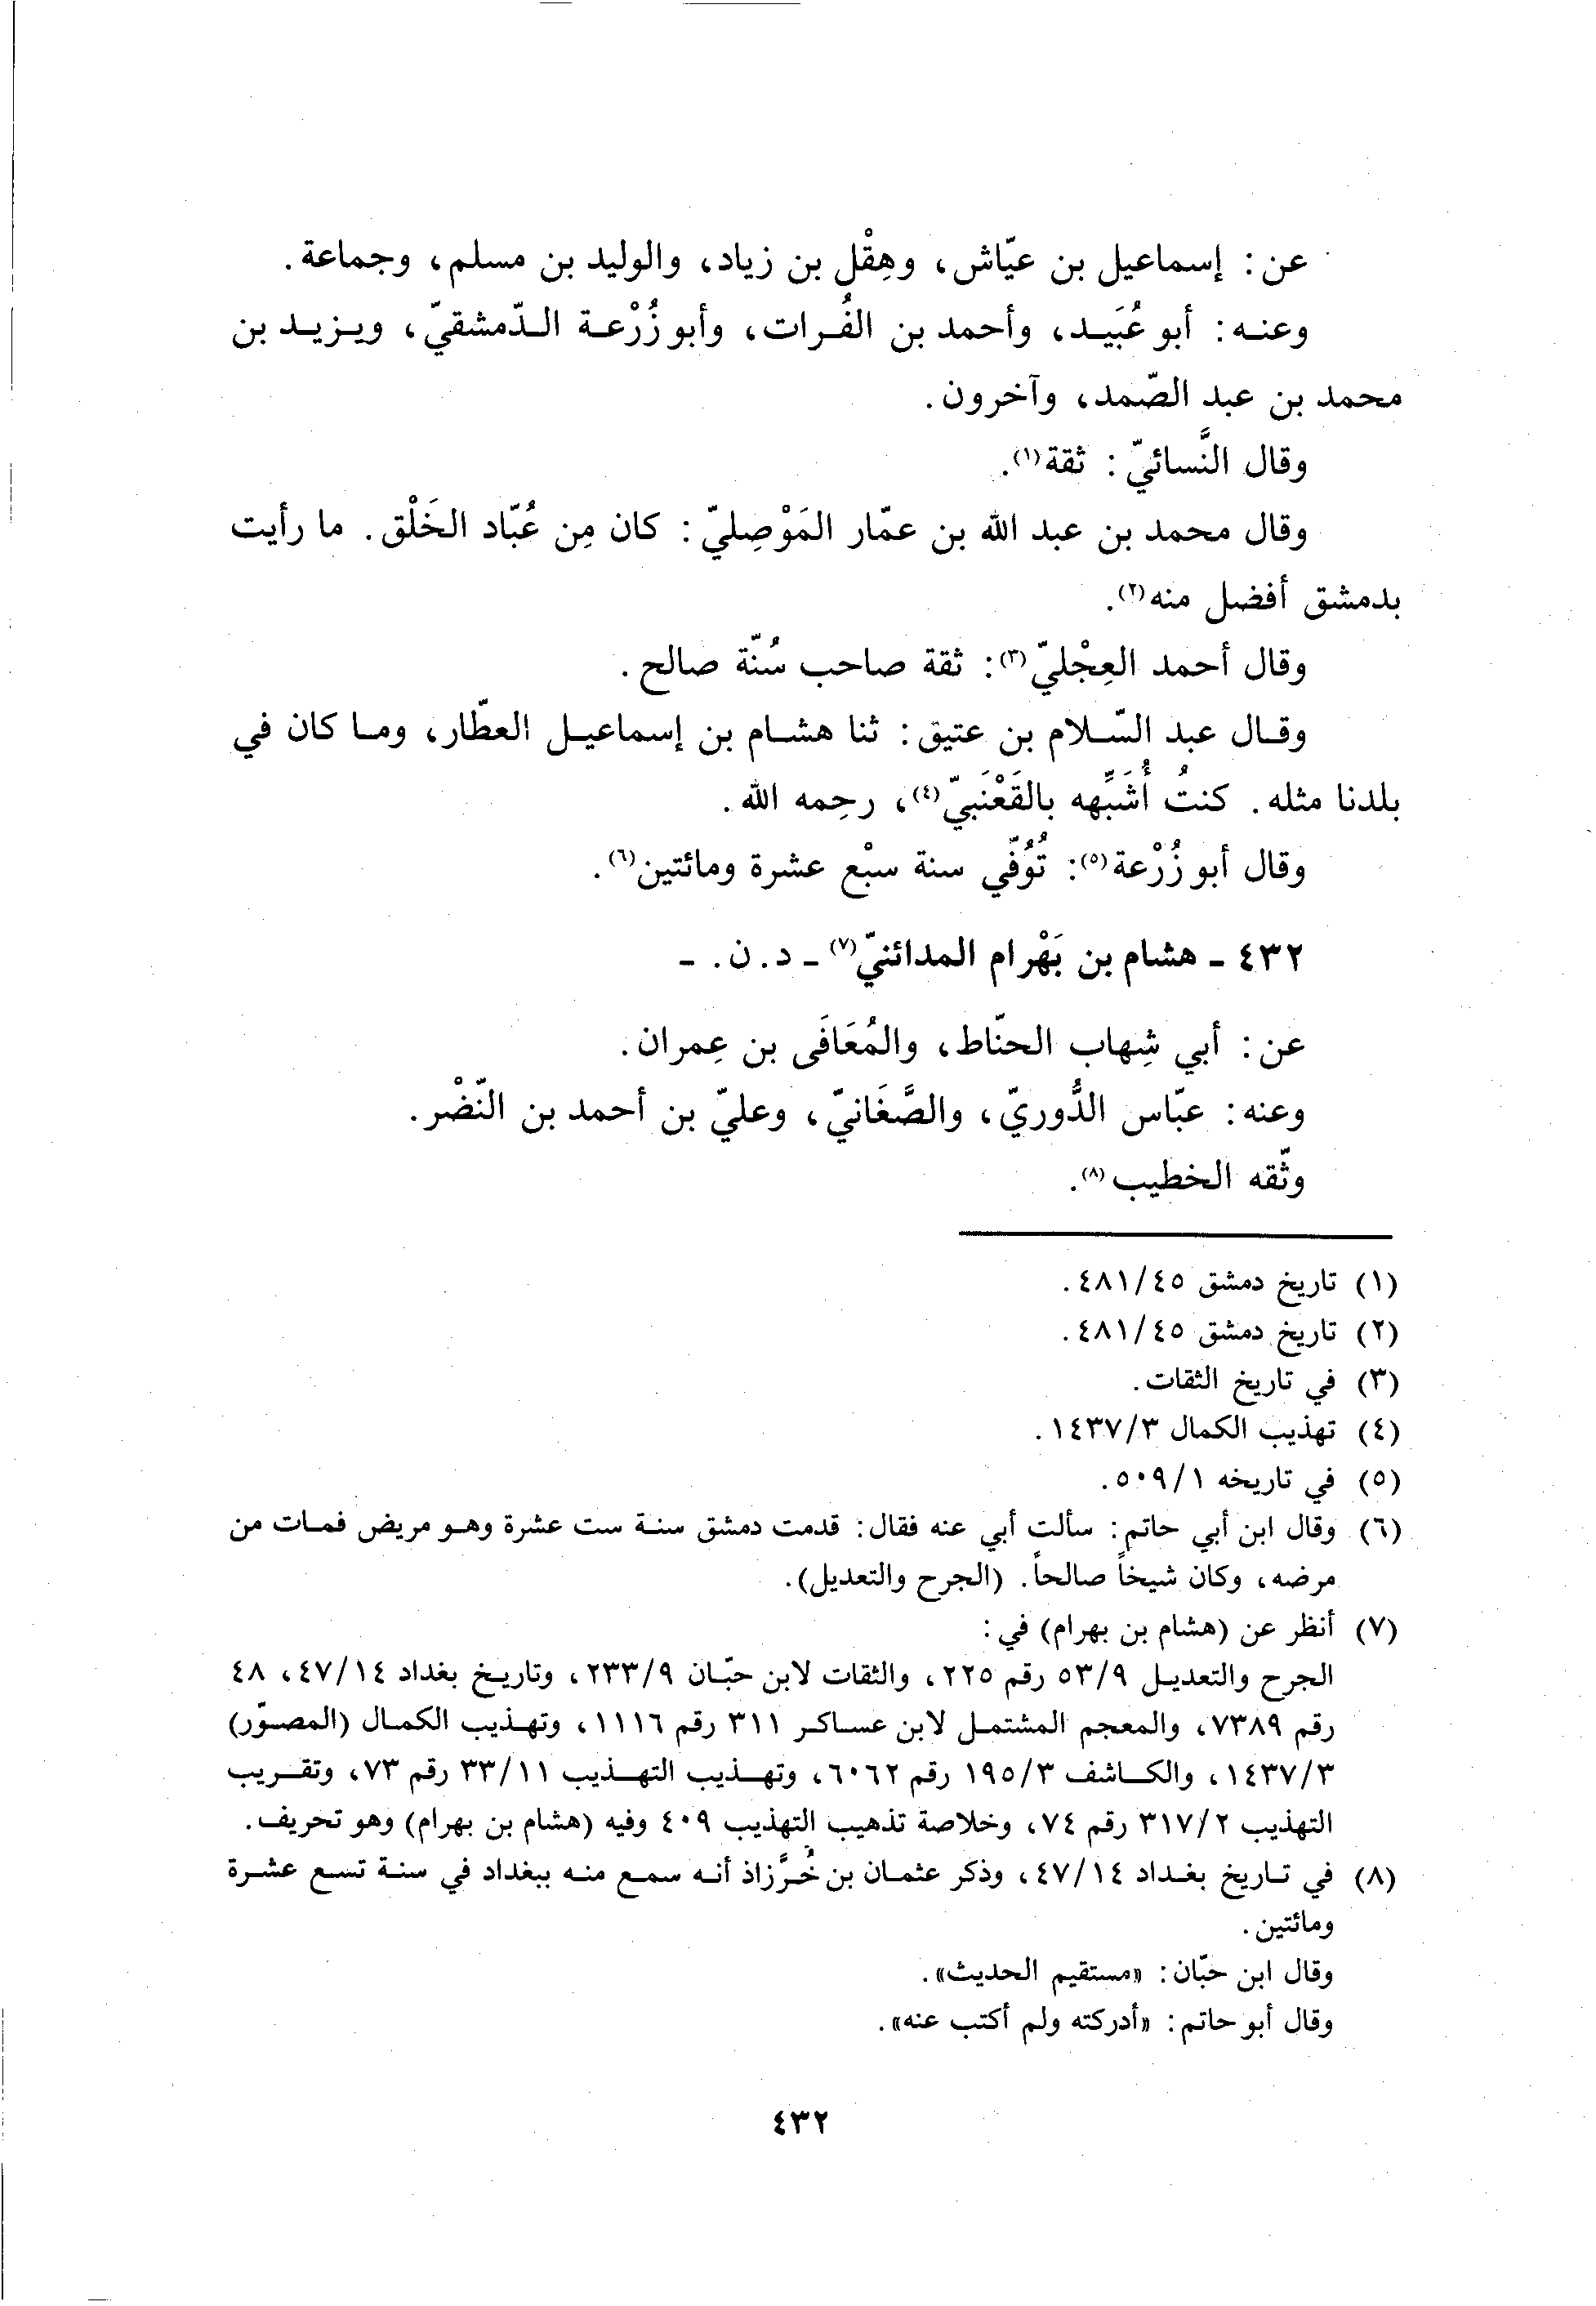 عن: إسماعيل بن عيّاش، وهِقْل بن زياد، والوليد بن مسلم، وجماعة.
وعنه: أبو عُبَيد، وأحمد بن الفُرات، وأبو زُرْعة الدّمشقيّ، ويزيد بن
محمد بن عبد الصّمد، وآخرون.
وقال النَّسائيّ: ثقة(١).
وقال محمد بن عبد الله بن عمّار المَوْصِليّ: كان مِن عُبّاد الخَلْق. ما رأيت
بدمشق أفضل منه(٢).
وقال أحمد العِجْليّ(٣): ثقة صاحب سُنّة صالح.
وقال عبد السّلام بن عتيق: ثنا هشام بن إسماعيل العطّار، وما كان في
بلدنا مثله. كنتُ أُشَبِّهه بالقَعْنَبيّ(٤)، رحِمه الله.
وقال أبو زُرْعة(٥): تُوُفّي سنة سبْع عشرة ومائتين(٦).
٤٣٢ - هشام بن بَهْرام المدائنيّ(٧) - د. ن. -
عن: أبي شِهاب الحنّاط، والمُعَافَى بن عِمران.
وعنه: عبّاس الدُّوريّ، والصَّغَانيّ، وعليّ بن أحمد بن النّضْر.
وثّقه الخطيب(٨).
(١) تاريخ دمشق ٤٨١/٤٥.
(٢) تاريخ دمشق ٤٨١/٤٥.
(٣) في تاريخ الثقات.
(٤) تهذيب الكمال ١٤٣٧/٣.
(٥) في تاريخه ٥٠٩/١.
(٦) وقال ابن أبي حاتم: سألت أبي عنه فقال: قدمت دمشق سنة ست عشرة وهو مريض فمات من
مرضه، وكان شيخاً صالحاً. (الجرح والتعديل).
(٧) أنظر عن (هشام بن بهرام) في:
الجرح والتعديل ٥٣/٩ رقم ٢٢٥، والثقات لابن حبّان ٢٣٣/٩، وتاريخ بغداد ٤٧/١٤، ٤٨
رقم ٧٣٨٩، والمعجم المشتمل لابن عساكر ٣١١ رقم ١١١٦، وتهذيب الكمال (المصوّر)
١٤٣٧/٣، والكاشف ١٩٥/٣ رقم ٦٠٦٢، وتهذيب التهذيب ٣٣/١١ رقم ٧٣، وتقريب
التهذيب ٣١٧/٢ رقم ٧٤، وخلاصة تذهيب التهذيب ٤٠٩ وفيه (هشام بن بهرام) وهو تحريف.
(٨) في تاريخ بغداد ٤٧/١٤، وذكر عثمان بن خُرَّزاذ أنه سمع منه ببغداد في سنة تسع عشرة
ومائتين.
وقال ابن حبّان: «مستقيم الحديث».
وقال أبو حاتم: «أدركته ولم أكتب عنه».
٤٣٢